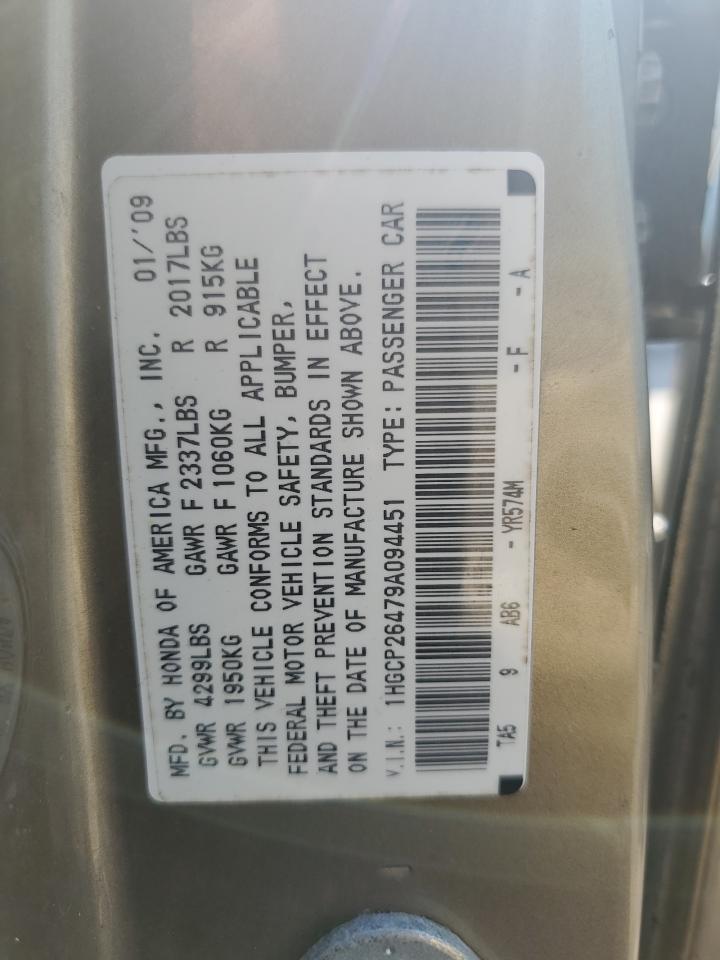 MFD. BY HONDA OF AMERICA MFG., INC. 01/'09
GVWR 4299LBS GAWR F 2337LBS R 2017LBS
GVWR 1950KG GAWR F 1060KG R 915KG
THIS VEHICLE CONFORMS TO ALL APPLICABLE
FEDERAL MOTOR VEHICLE SAFETY, BUMPER,
AND THEFT PREVENTION STANDARDS IN EFFECT
ON THE DATE OF MANUFACTURE SHOWN ABOVE.
V.I.N.: 1HGCP26479A094451 TYPE: PASSENGER CAR
TA5 9 AB6 - YR574M - F - A